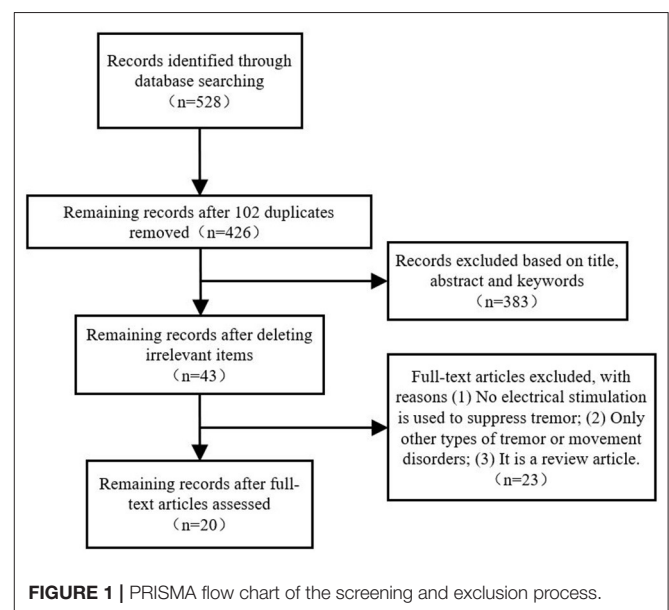 Records identified through
database searching
（n=528）
Remaining records after 102 duplicates
removed（n=426）
Records excluded based on title,
abstract and keywords
（n=383）
Remaining records after deleting
irrelevant items
（n=43）
Full-text articles excluded, with
reasons (1) No electrical stimulation
is used to suppress tremor; (2) Only
other types of tremor or movement
disorders; (3) It is a review article.
（n=23）
Remaining records after full-
text articles assessed
（n=20）
FIGURE 1 | PRISMA flow chart of the screening and exclusion process.